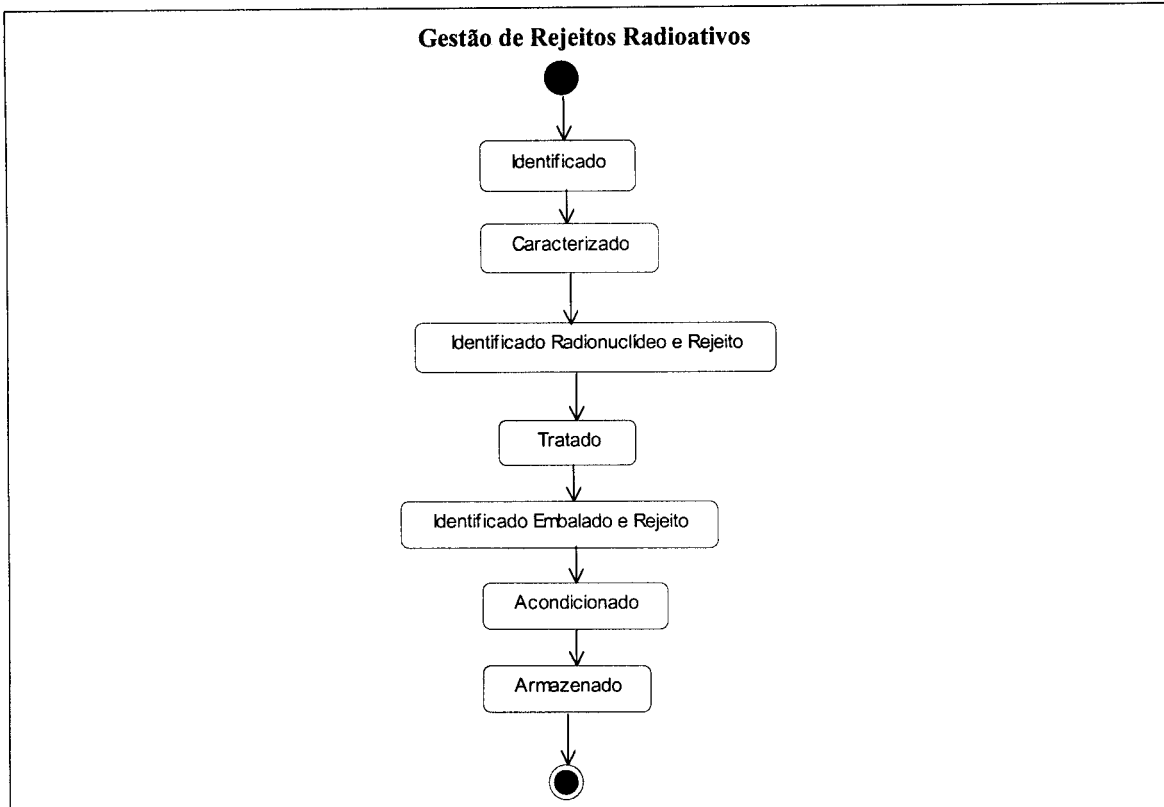 Gestão de Rejeitos Radioativos
Identificado
Caracterizado
Identificado Radionuclídeo e Rejeito
Tratado
Identificado Embalado e Rejeito
Acondicionado
Armazenado